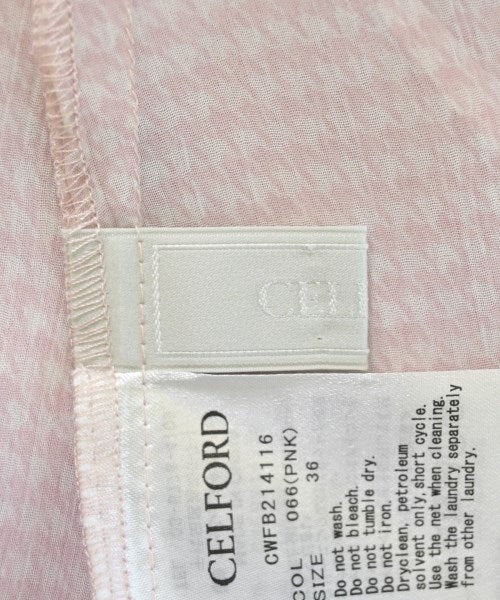 CEL
CELFORD
CWFB214116
COL 066(PNK)
SIZE 36
Do not wash.
Do not bleach.
Do not tumble dry.
Do not iron.
Dryclean, petroleum
solvent only,short cycle.
Use the net when cleaning.
Wash the laundry separately
from other laundry.